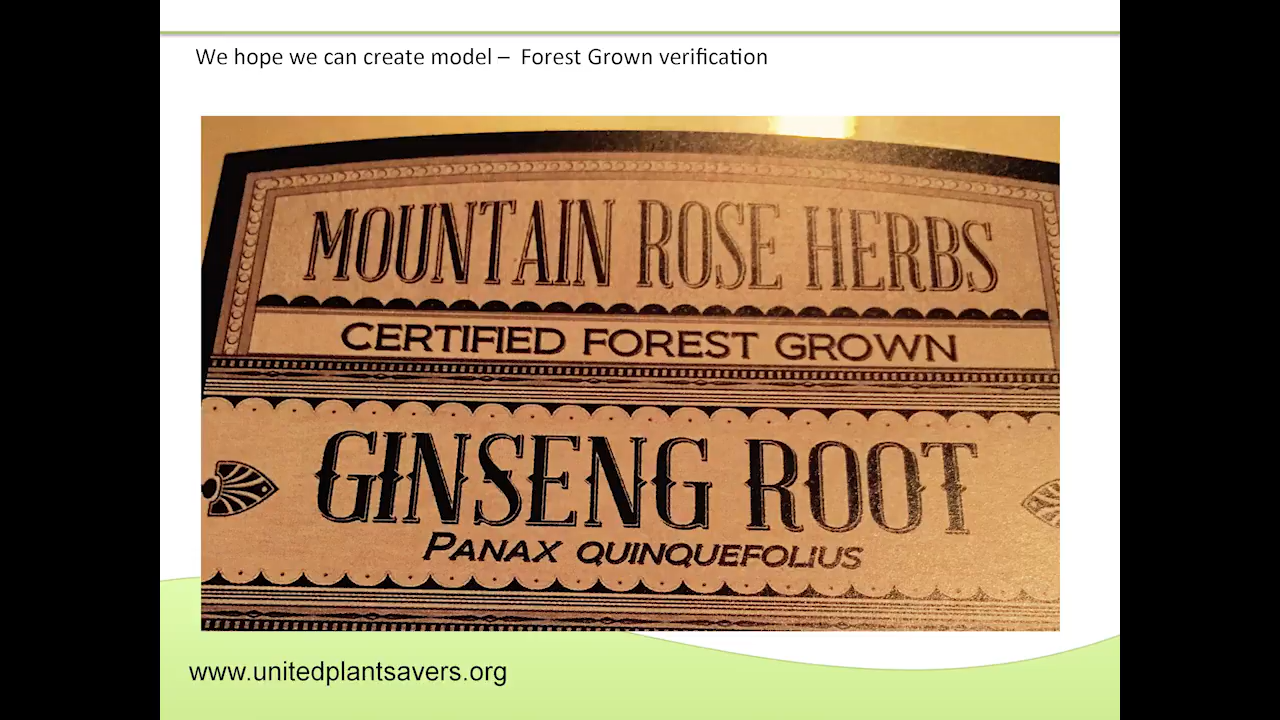 We hope we can create model – Forest Grown verification
MOUNTAIN ROSE HERBS
CERTIFIED FOREST GROWN
GINSENG ROOT
PANAX QUINQUEFOLIUS
www.unitedplantsavers.org